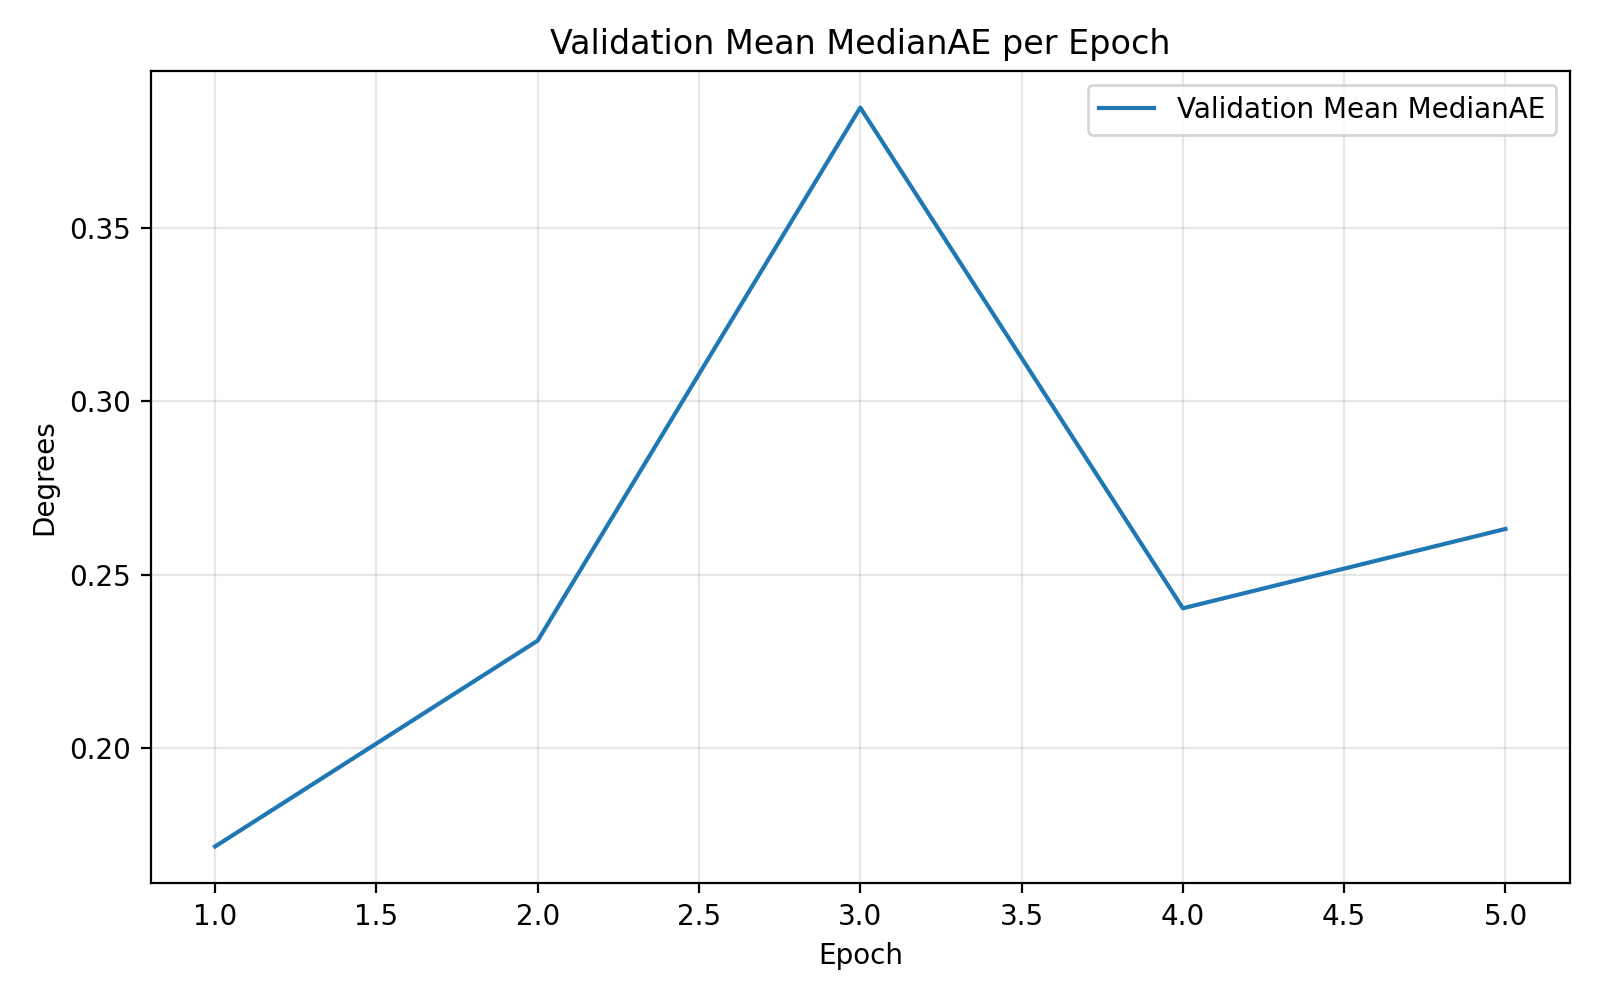 Validation Mean MedianAE per Epoch
Validation Mean MedianAE
0.35
0.30
0.25
0.20
Degrees
1.0 1.5 2.0 2.5 3.0 3.5 4.0 4.5 5.0
Epoch